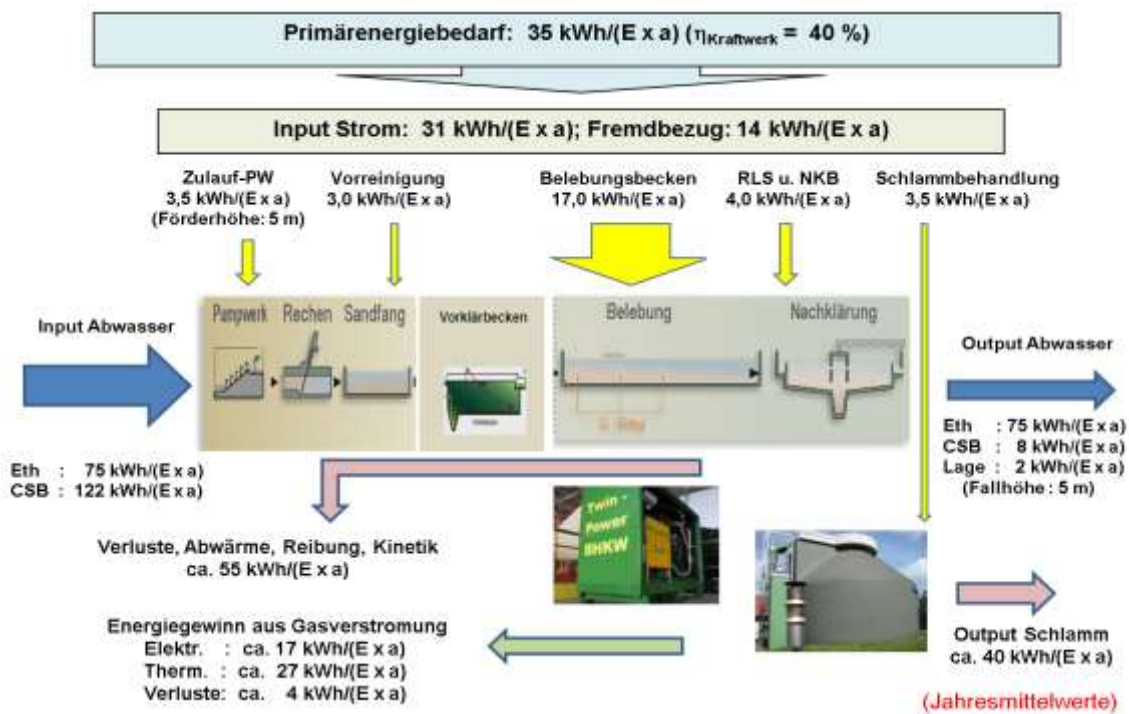 Primärenergiebedarf: 35 kWh/(E x a) (ηKraftwerk = 40 %)
Input Strom: 31 kWh/(E x a); Fremdbezug: 14 kWh/(E x a)
Zulauf-PW
3,5 kWh/(E x a)
(Förderhöhe: 5 m)
Vorreinigung
3,0 kWh/(E x a)
Belebungsbecken
17,0 kWh/(E x a)
RLS u. NKB
4,0 kWh/(E x a)
Schlammbehandlung
3,5 kWh/(E x a)
Input Abwasser
Pumpwerk
Rechen
Sandfang
Vorklärbecken
Belebung
Nachklärung
Output Abwasser
Eth : 75 kWh/(E x a)
CSB : 122 kWh/(E x a)
Eth : 75 kWh/(E x a)
CSB : 8 kWh/(E x a)
Lage : 2 kWh/(E x a)
(Fallhöhe : 5 m)
Verluste, Abwärme, Reibung, Kinetik
ca. 55 kWh/(E x a)
Twin -
Power
BHKW
Energiegewinn aus Gasverstromung
Elektr. : ca. 17 kWh/(E x a)
Therm. : ca. 27 kWh/(E x a)
Verluste: ca. 4 kWh/(E x a)
Output Schlamm
ca. 40 kWh/(E x a)
(Jahresmittelwerte)